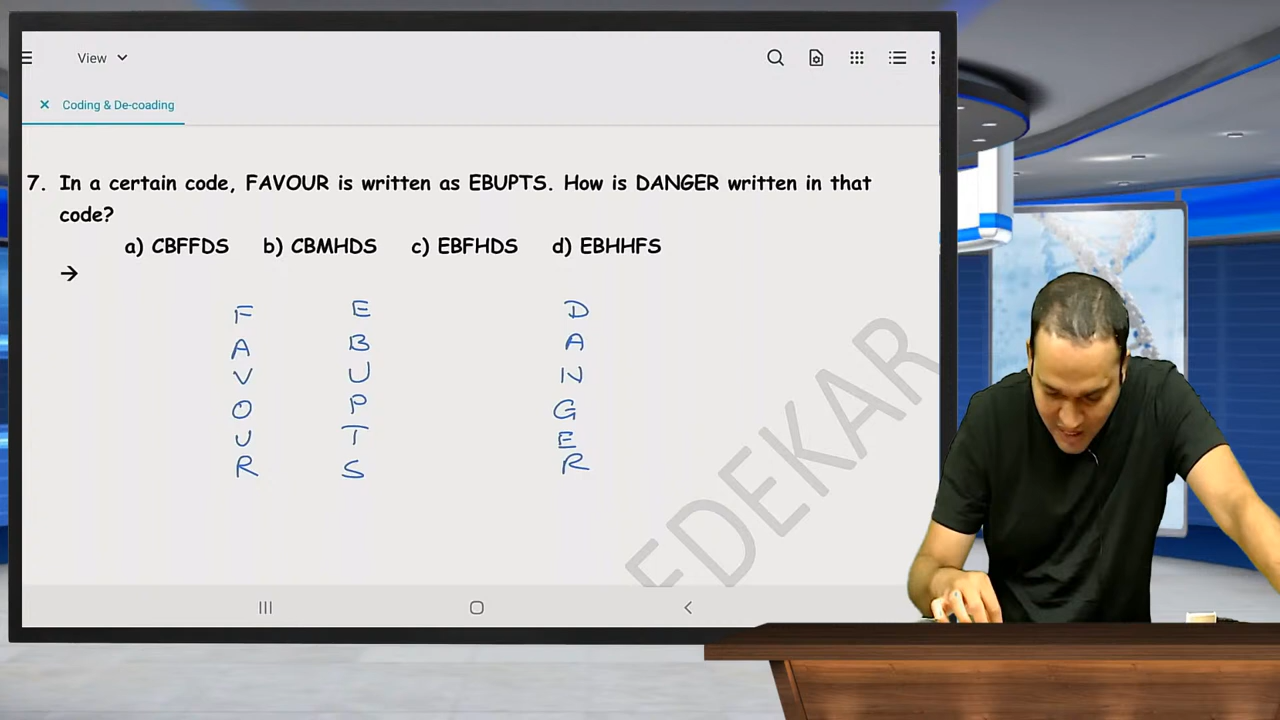 View
Coding & De-coading
7. In a certain code, FAVOUR is written as EBUPTS. How is DANGER written in that
code?
a) CBFFDS b) CBMHDS c) EBFHDS d) EBHHFS
→
F E D
A B A
V U N
O P G
U T E
R S R
EDEKAR